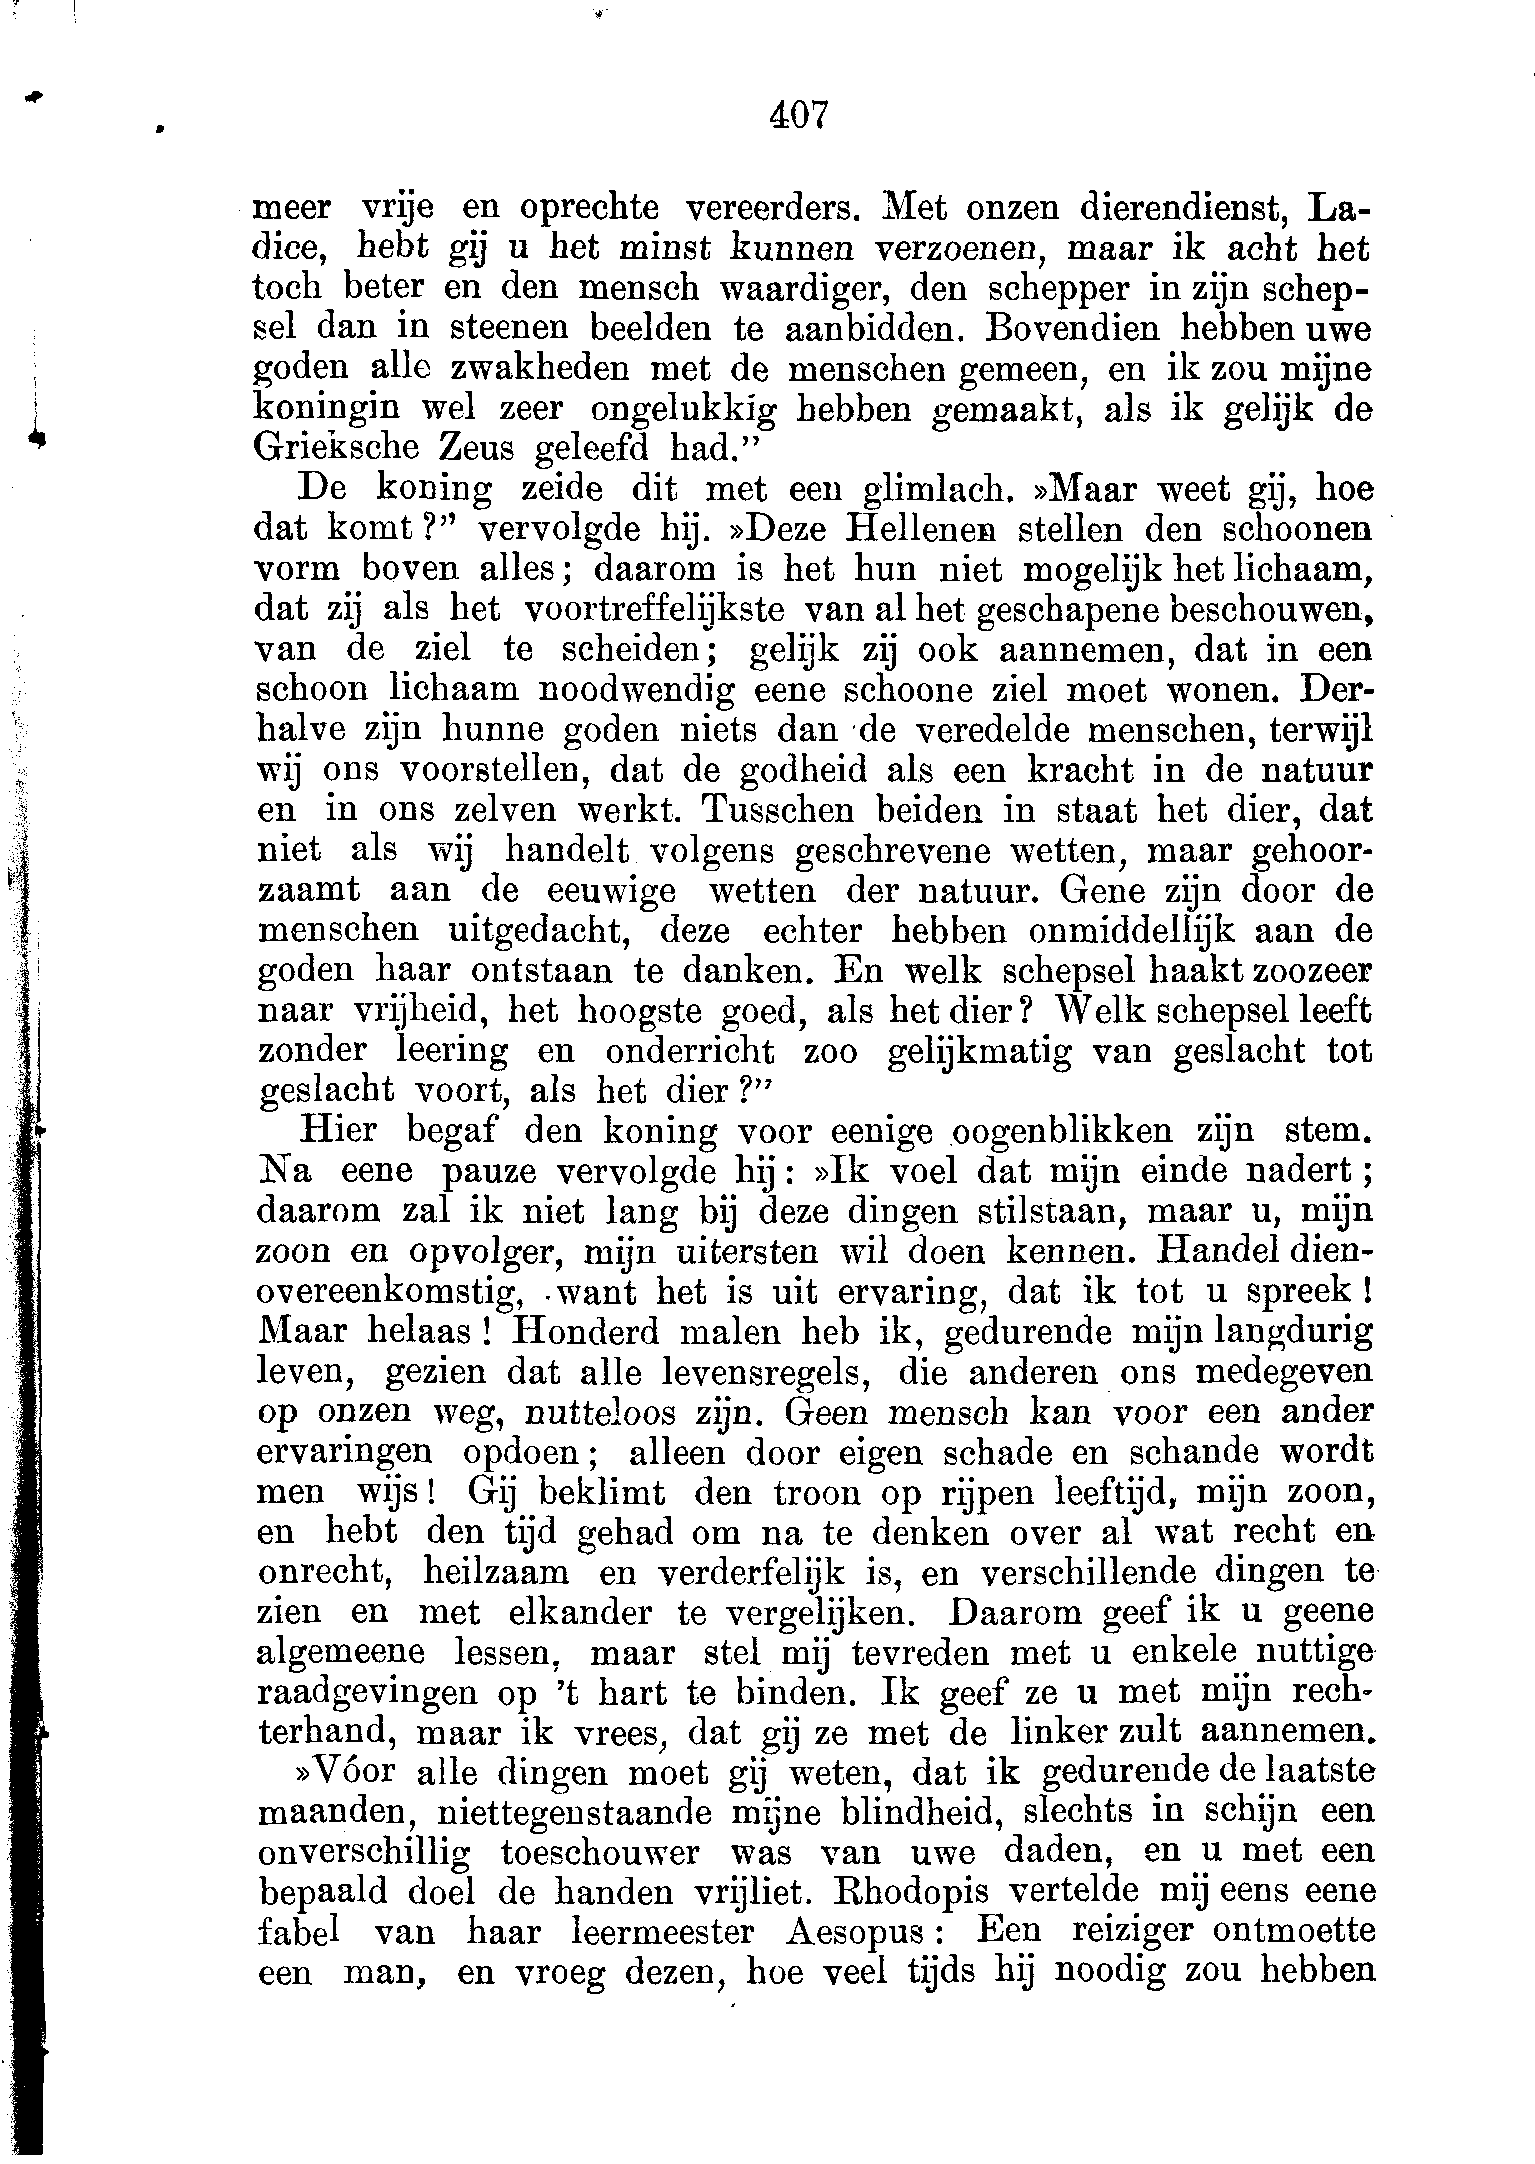 407
meer vrije en oprechte vereerders. Met onzen dierendienst, La-
dice, hebt gij u het minst kunnen verzoenen, maar ik acht het
toch beter en den mensch waardiger, den schepper in zijn schep-
sel dan in steenen beelden te aanbidden. Bovendien hebben uwe
goden alle zwakheden met de menschen gemeen, en ik zou mijne
koningin wel zeer ongelukkig hebben gemaakt, als ik gelijk de
Grieksche Zeus geleefd had.”
De koning zeide dit met een glimlach. »Maar weet gij, hoe
dat komt?” vervolgde hij. »Deze Hellenen stellen den schoonen
vorm boven alles; daarom is het hun niet mogelijk het lichaam,
dat zij als het voortreffelijkste van al het geschapene beschouwen,
van de ziel te scheiden; gelijk zij ook aannemen, dat in een
schoon lichaam noodwendig eene schoone ziel moet wonen. Der-
halve zijn hunne goden niets dan de veredelde menschen, terwijl
wij ons voorstellen, dat de godheid als een kracht in de natuur
en in ons zelven werkt. Tusschen beiden in staat het dier, dat
niet als wij handelt volgens geschrevene wetten, maar gehoor-
zaamt aan de eeuwige wetten der natuur. Gene zijn door de
menschen uitgedacht, deze echter hebben onmiddellijk aan de
goden haar ontstaan te danken. En welk schepsel haakt zoozeer
naar vrijheid, het hoogste goed, als het dier? Welk schepsel leeft
zonder leering en onderricht zoo gelijkmatig van geslacht tot
geslacht voort, als het dier?”
Hier begaf den koning voor eenige oogenblikken zijn stem.
Na eene pauze vervolgde hij: »Ik voel dat mijn einde nadert;
daarom zal ik niet lang bij deze dingen stilstaan, maar u, mijn
zoon en opvolger, mijn uitersten wil doen kennen. Handel dien-
overeenkomstig, want het is uit ervaring, dat ik tot u spreek!
Maar helaas! Honderd malen heb ik, gedurende mijn langdurig
leven, gezien dat alle levensregels, die anderen ons medegeven
op onzen weg, nutteloos zijn. Geen mensch kan voor een ander
ervaringen opdoen; alleen door eigen schade en schande wordt
men wijs! Gij beklimt den troon op rijpen leeftijd, mijn zoon,
en hebt den tijd gehad om na te denken over al wat recht en
onrecht, heilzaam en verderfelijk is, en verschillende dingen te
zien en met elkander te vergelijken. Daarom geef ik u geene
algemeene lessen, maar stel mij tevreden met u enkele nuttige
raadgevingen op 't hart te binden. Ik geef ze u met mijn rech-
terhand, maar ik vrees, dat gij ze met de linker zult aannemen.
»Vóor alle dingen moet gij weten, dat ik gedurende de laatste
maanden, niettegenstaande mijne blindheid, slechts in schijn een
onverschillig toeschouwer was van uwe daden, en u met een
bepaald doel de handen vrijliet. Rhodopis vertelde mij eens eene
fabel van haar leermeester Aesopus: Een reiziger ontmoette
een man, en vroeg dezen, hoe veel tijds hij noodig zou hebben